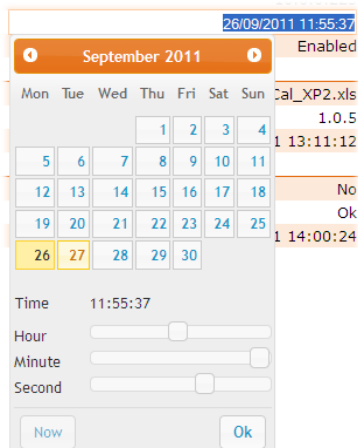 26/09/2011 11:55:37
Enabled
September 2011
Mon Tue Wed Thu Fri Sat Sun
Cal_XP2.xls
1 2 3 4
1.0.5
1 13:11:12
5 6 7 8 9 10 11
12 13 14 15 16 17 18
No
19 20 21 22 23 24 25
Ok
1 14:00:24
26 27 28 29 30
Time 11:55:37
Hour
Minute
Second
Now Ok